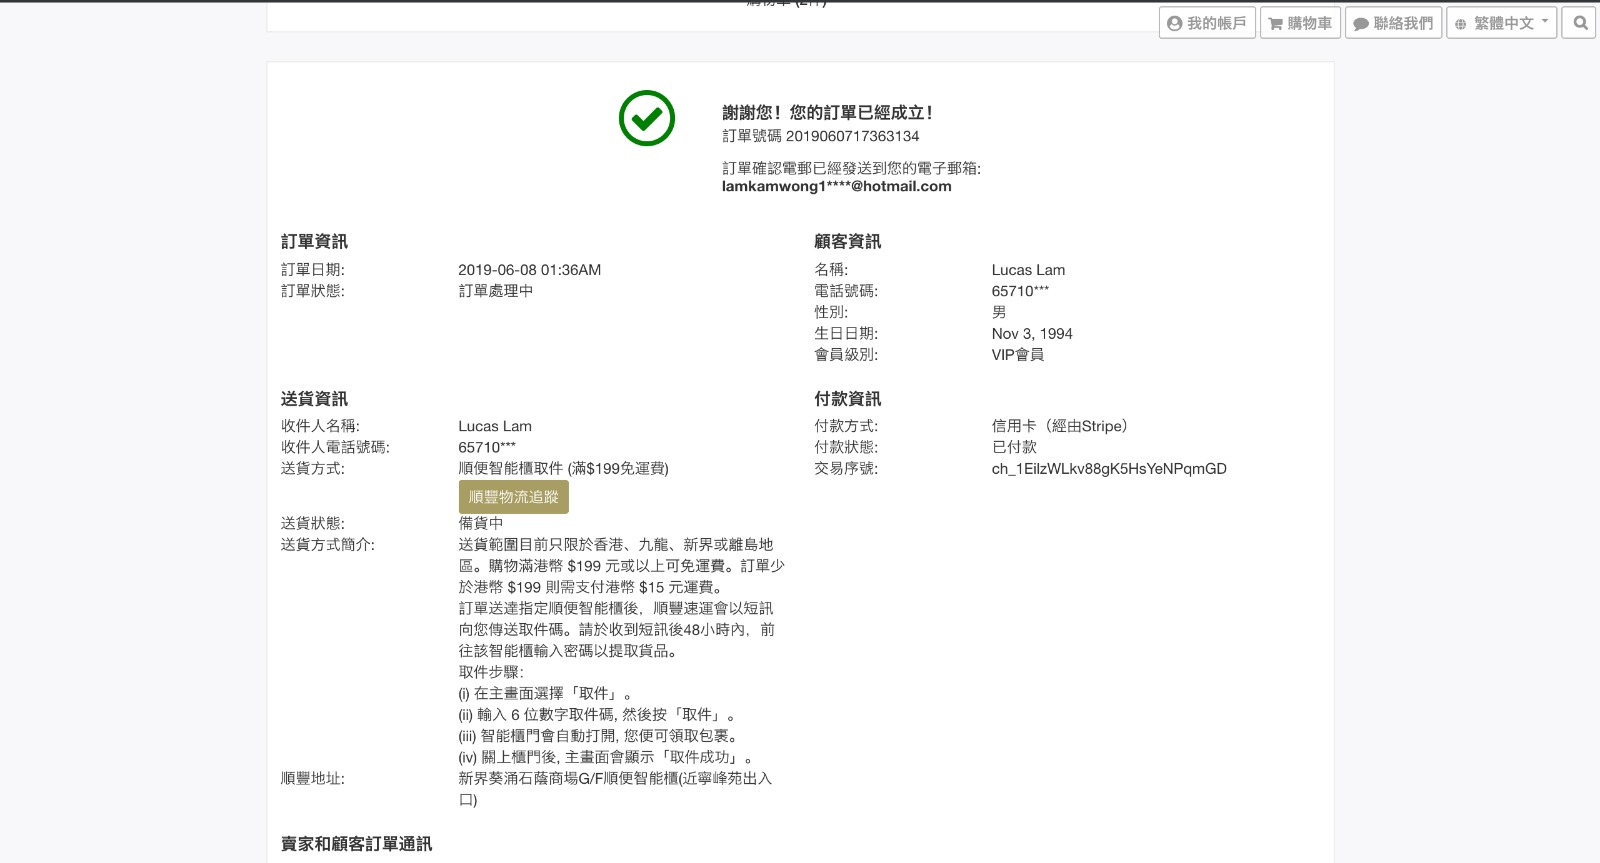 購物車 (2件)
我的帳戶 購物車 聯絡我們 繁體中文
謝謝您！您的訂單已經成立！
訂單號碼 2019060717363134
訂單確認電郵已經發送到您的電子郵箱:
lamkamwong1****@hotmail.com
訂單資訊
訂單日期: 2019-06-08 01:36AM
訂單狀態: 訂單處理中
顧客資訊
名稱: Lucas Lam
電話號碼: 65710***
性別: 男
生日日期: Nov 3, 1994
會員級別: VIP會員
送貨資訊
收件人名稱: Lucas Lam
收件人電話號碼: 65710***
送貨方式: 順便智能櫃取件 (滿$199免運費)
順豐物流追蹤
送貨狀態: 備貨中
送貨方式簡介: 送貨範圍目前只限於香港、九龍、新界或離島地
區。購物滿港幣 $199 元或以上可免運費。訂單少
於港幣 $199 則需支付港幣 $15 元運費。
訂單送達指定順便智能櫃後，順豐速運會以短訊
向您傳送取件碼。請於收到短訊後48小時內，前
往該智能櫃輸入密碼以提取貨品。
取件步驟：
(i) 在主畫面選擇「取件」。
(ii) 輸入 6 位數字取件碼, 然後按「取件」。
(iii) 智能櫃門會自動打開, 您便可領取包裹。
(iv) 關上櫃門後, 主畫面會顯示「取件成功」。
順豐地址: 新界葵涌石蔭商場G/F順便智能櫃(近寧峰苑出入
口)
付款資訊
付款方式: 信用卡（經由Stripe）
付款狀態: 已付款
交易序號: ch_1EilzWLkv88gK5HsYeNPqmGD
賣家和顧客訂單通訊